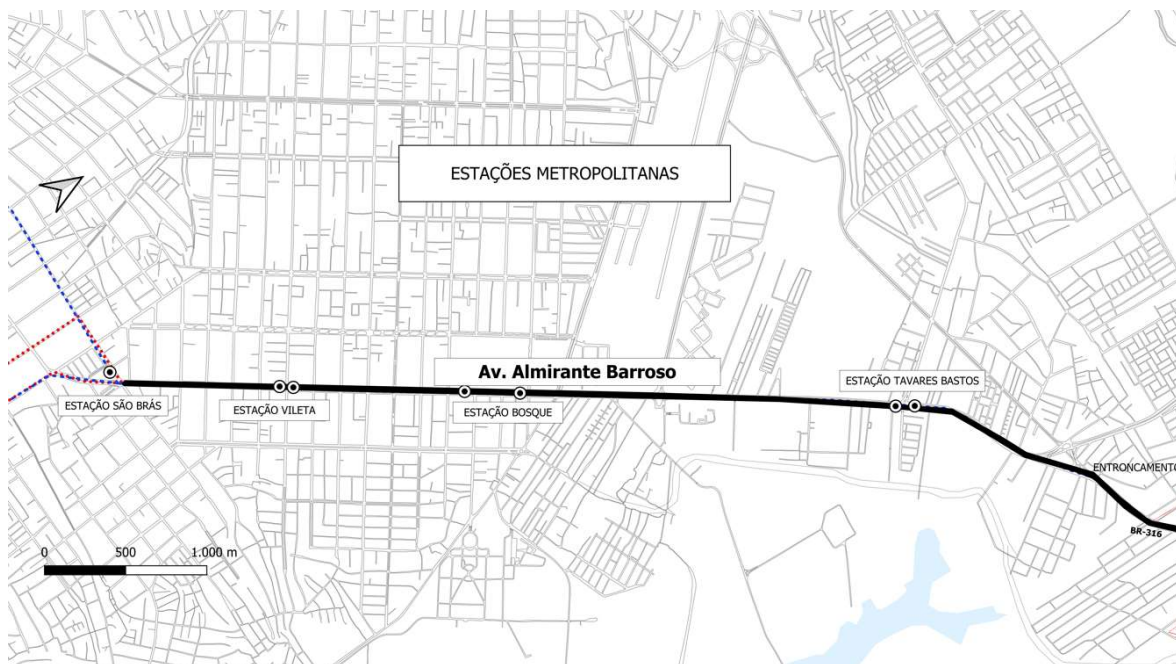 ESTAÇÕES METROPOLITANAS
Av. Almirante Barroso
ESTAÇÃO TAVARES BASTOS
ESTAÇÃO SÃO BRÁS
ESTAÇÃO VILETA
ESTAÇÃO BOSQUE
ENTRONCAMENTO
BR-316
0 500 1.000 m